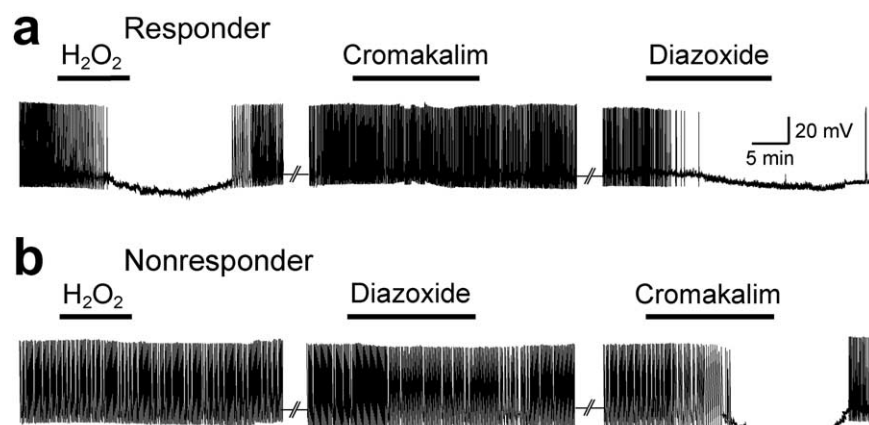 a Responder
H₂O₂ Cromakalim Diazoxide
20 mV
5 min
b Nonresponder
H₂O₂ Diazoxide Cromakalim